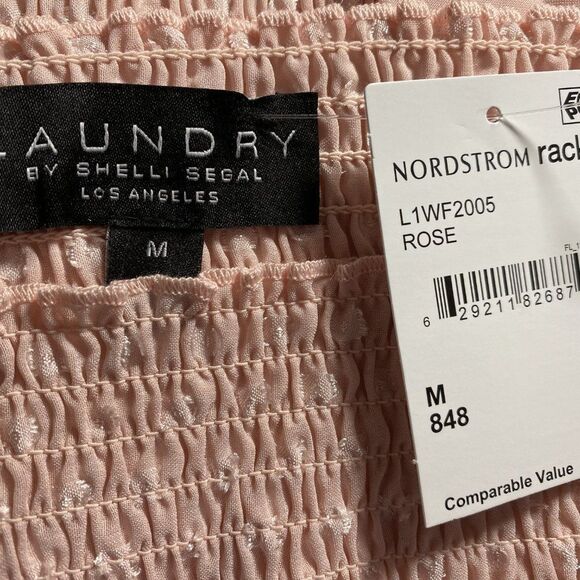 LAUNDRY
BY SHELLI SEGAL
LOS ANGELES
M
NORDSTROM rack
L1WF2005
ROSE
6 29211 82687
M
848
Comparable Value